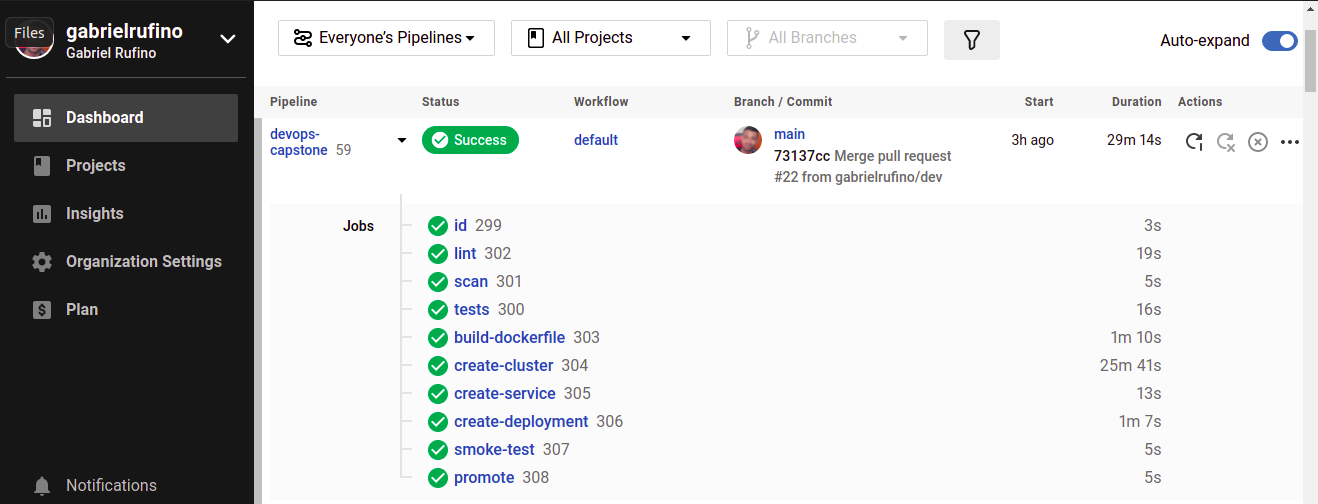 Files
gabrielrufino
Gabriel Rufino
Dashboard
Projects
Insights
Organization Settings
Plan
Notifications
Everyone's Pipelines
All Projects
All Branches
Auto-expand
Pipeline Status Workflow Branch / Commit Start Duration Actions
devops-
capstone 59
Success
default
main
73137cc Merge pull request
#22 from gabrielrufino/dev
3h ago
29m 14s
Jobs
id 299 3s
lint 302 19s
scan 301 5s
tests 300 16s
build-dockerfile 303 1m 10s
create-cluster 304 25m 41s
create-service 305 13s
create-deployment 306 1m 7s
smoke-test 307 5s
promote 308 5s